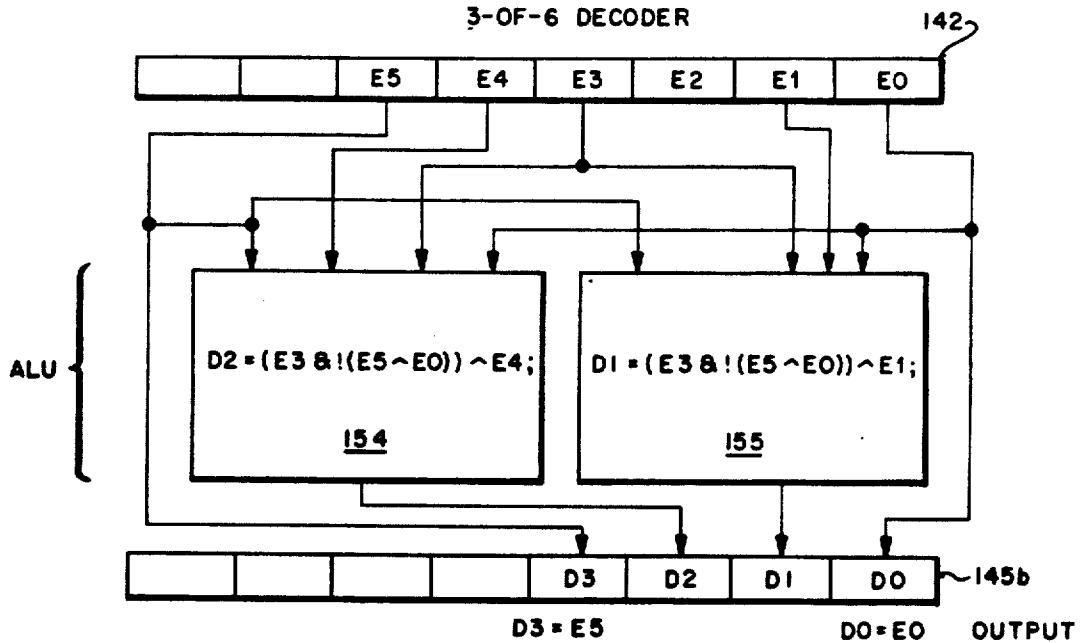 3-OF-6 DECODER
142
E5 E4 E3 E2 E1 E0
ALU
D2 = (E3 & !(E5 ^ E0)) ^ E4;
154
D1 = (E3 & !(E5 ^ E0)) ^ E1;
155
D3 D2 D1 D0
145b
D3 = E5
D0 = E0
OUTPUT